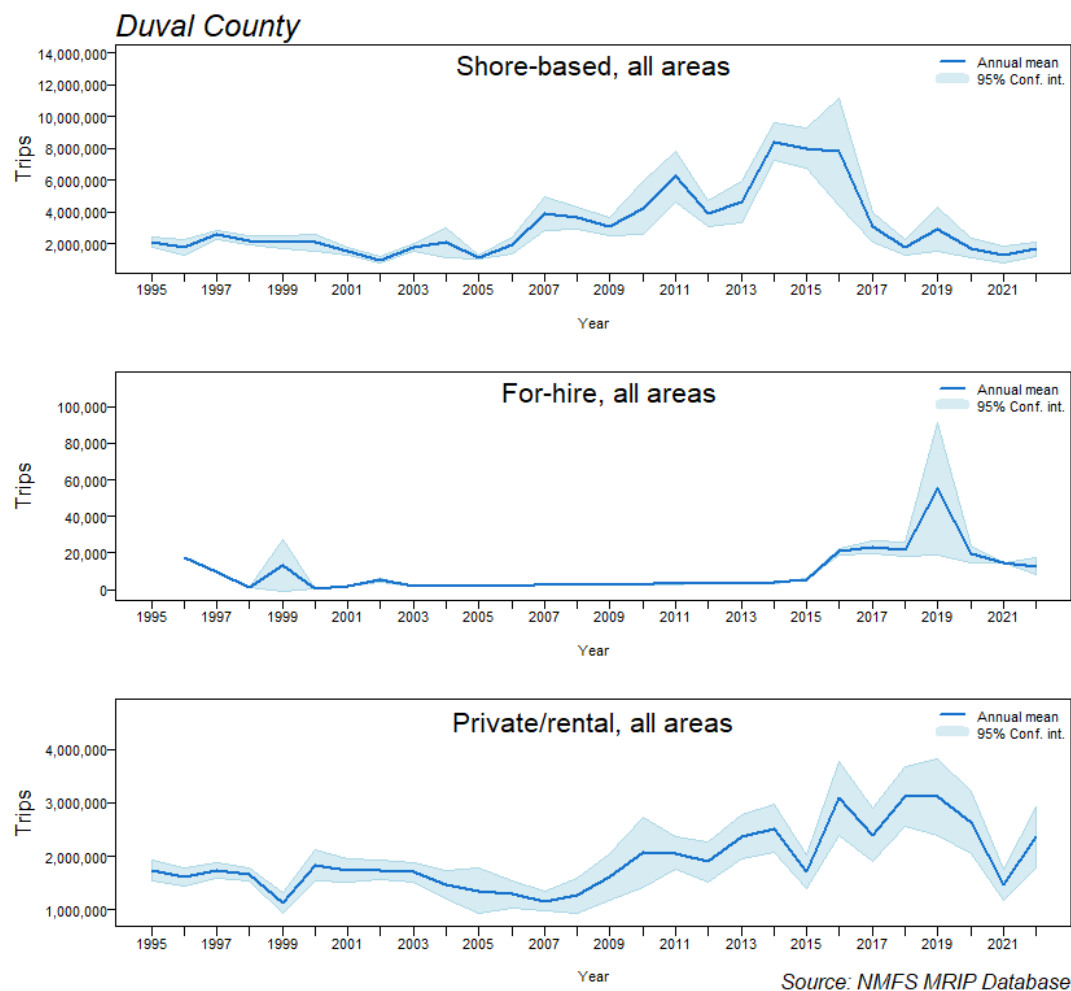 Duval County
Shore-based, all areas
Annual mean
95% Conf. int.
Trips
14,000,000
12,000,000
10,000,000
8,000,000
6,000,000
4,000,000
2,000,000
1995 1997 1999 2001 2003 2005 2007 2009 2011 2013 2015 2017 2019 2021
Year
For-hire, all areas
Annual mean
95% Conf. int.
Trips
100,000
80,000
60,000
40,000
20,000
0
1995 1997 1999 2001 2003 2005 2007 2009 2011 2013 2015 2017 2019 2021
Year
Private/rental, all areas
Annual mean
95% Conf. int.
Trips
4,000,000
3,000,000
2,000,000
1,000,000
1995 1997 1999 2001 2003 2005 2007 2009 2011 2013 2015 2017 2019 2021
Year
Source: NMFS MRIP Database